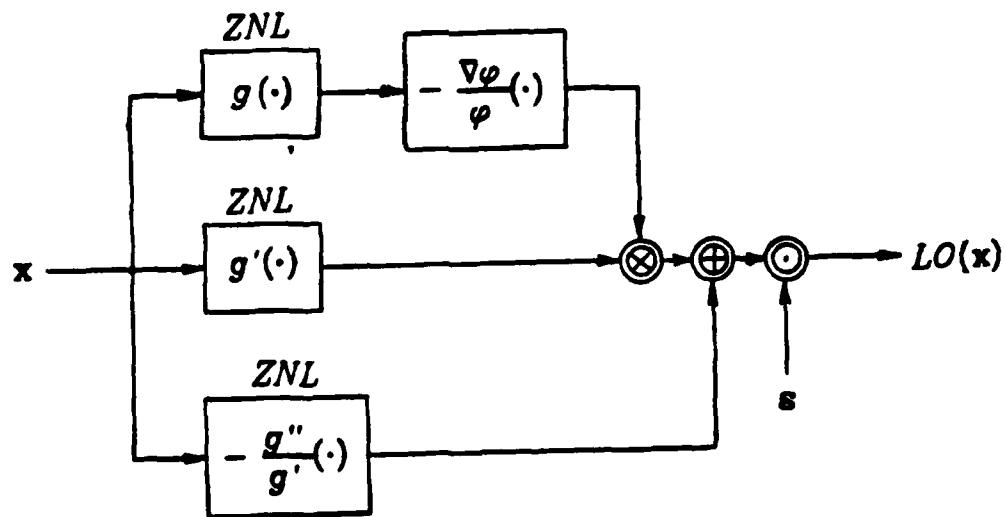 ZNL
g(·)
- ∇φ/φ (·)
ZNL
x
g'(·)
LO(x)
ZNL
s
- g''/g' (·)